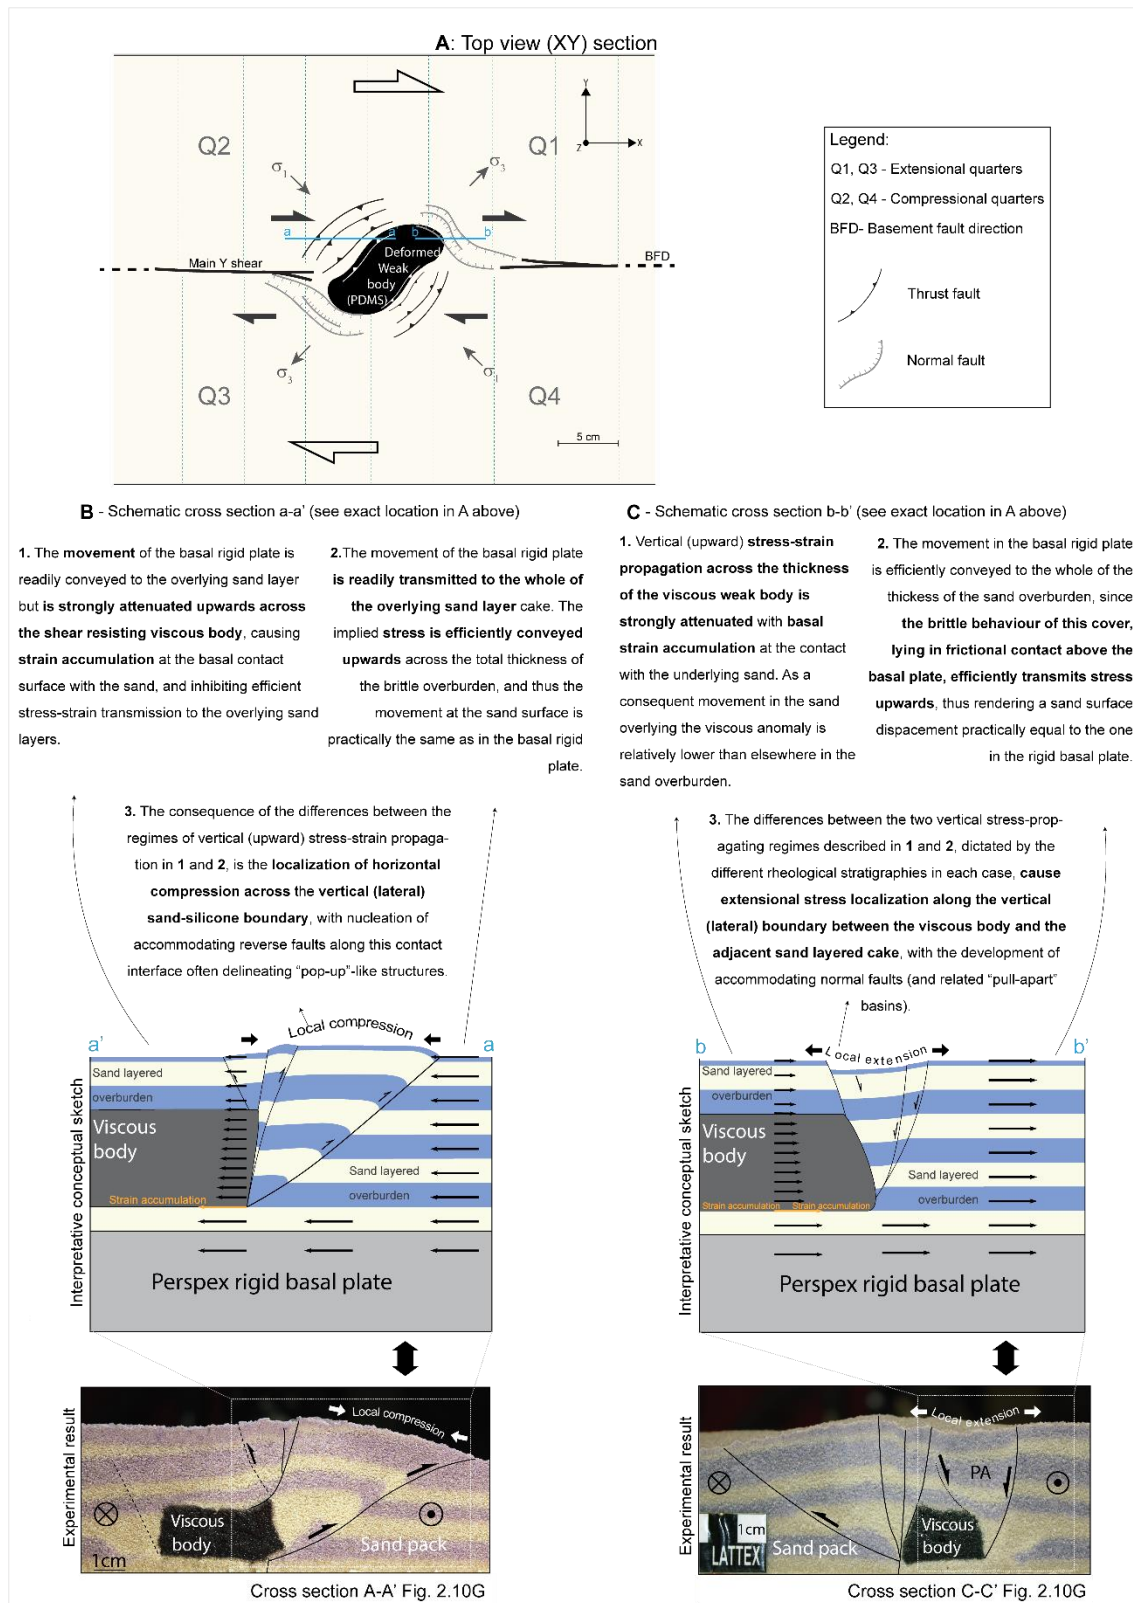 A: Top view (XY) section
Q2
Q1
Y
X
Z
σ1
σ3
a
a'
b
b'
Main Y shear
Deformed
Weak
body
(PDMS)
BFD
σ3
σ1
Q3
Q4
5 cm
Legend:
Q1, Q3 - Extensional quarters
Q2, Q4 - Compressional quarters
BFD- Basement fault direction
Thrust fault
Normal fault
B - Schematic cross section a-a' (see exact location in A above)
1. The movement of the basal rigid plate is
readily conveyed to the overlying sand layer
but is strongly attenuated upwards across
the shear resisting viscous body, causing
strain accumulation at the basal contact
surface with the sand, and inhibiting efficient
stress-strain transmission to the overlying sand
layers.
2.The movement of the basal rigid plate
is readily transmitted to the whole of
the overlying sand layer cake. The
implied stress is efficiently conveyed
upwards across the total thickness of
the brittle overburden, and thus the
movement at the sand surface is
practically the same as in the basal rigid
plate.
3. The consequence of the differences between the
regimes of vertical (upward) stress-strain propaga-
tion in 1 and 2, is the localization of horizontal
compression across the vertical (lateral)
sand-silicone boundary, with nucleation of
accommodating reverse faults along this contact
interface often delineating "pop-up"-like structures.
C - Schematic cross section b-b' (see exact location in A above)
1. Vertical (upward) stress-strain
propagation across the thickness
of the viscous weak body is
strongly attenuated with basal
strain accumulation at the contact
with the underlying sand. As a
consequent movement in the sand
overlying the viscous anomaly is
relatively lower than elsewhere in the
sand overburden.
2. The movement in the basal rigid plate
is efficiently conveyed to the whole of the
thickess of the sand overburden, since
the brittle behaviour of this cover,
lying in frictional contact above the
basal plate, efficiently transmits stress
upwards, thus rendering a sand surface
dispacement practically equal to the one
in the rigid basal plate.
3. The differences between the two vertical stress-prop-
agating regimes described in 1 and 2, dictated by the
different rheological stratigraphies in each case, cause
extensional stress localization along the vertical
(lateral) boundary between the viscous body and the
adjacent sand layered cake, with the development of
accommodating normal faults (and related "pull-apart"
basins).
Interpretative conceptual sketch
a'
a
Local compression
Sand layered
overburden
Viscous
body
Strain accumulation
Sand layered
overburden
Perspex rigid basal plate
Interpretative conceptual sketch
b
b'
Local extension
Sand layered
overburden
Viscous
body
Strain accumulation
Strain accumulation
Sand layered
overburden
Perspex rigid basal plate
Experimental result
Local compression
Viscous
body
Sand pack
1cm
Cross section A-A' Fig. 2.10G
Experimental result
Local extension
PA
Viscous
body
1cm
LATTEX
Sand pack
Cross section C-C' Fig. 2.10G